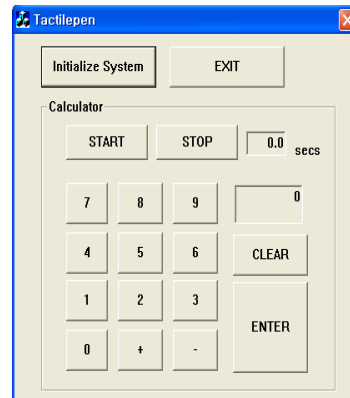 Tactilepen
Initialize System EXIT
Calculator
START STOP 0.0 secs
7 8 9 0
4 5 6 CLEAR
1 2 3
ENTER
0 + -